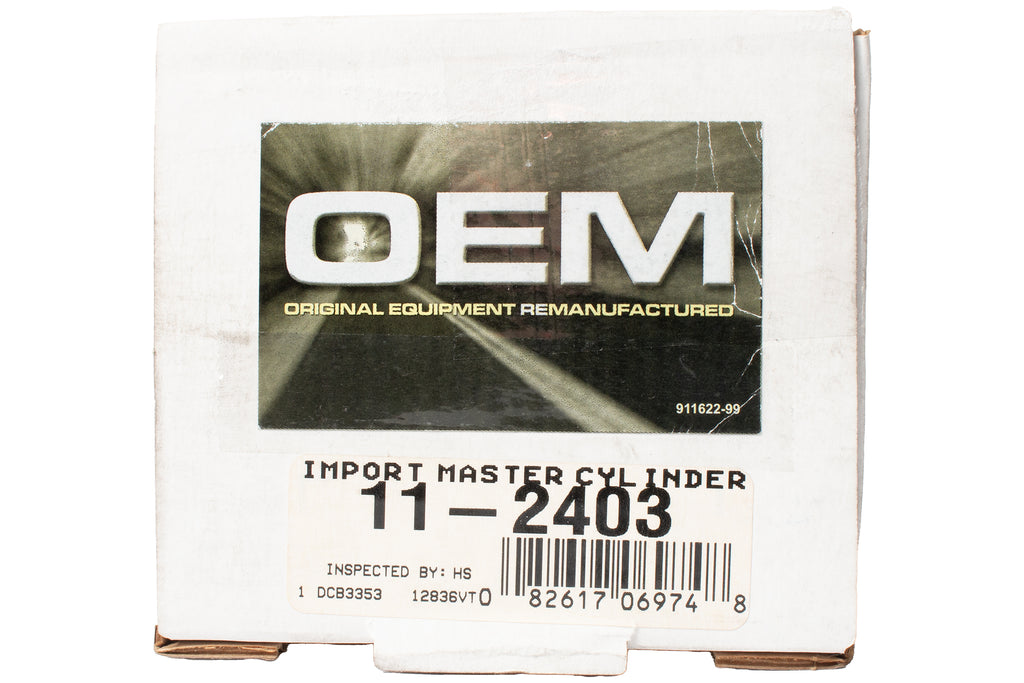 OEM
ORIGINAL EQUIPMENT REMANUFACTURED
911622-99
IMPORT MASTER CYLINDER
11-2403
INSPECTED BY: HS
1 DCB3353 12836VT
0 82617 06974 8